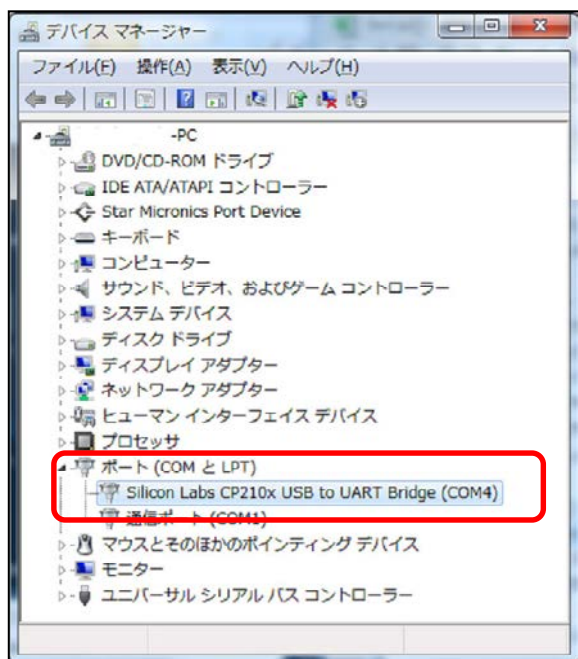 デバイス マネージャー
ファイル(F) 操作(A) 表示(V) ヘルプ(H)
-PC
DVD/CD-ROM ドライブ
IDE ATA/ATAPI コントローラー
Star Micronics Port Device
キーボード
コンピューター
サウンド、ビデオ、およびゲーム コントローラー
システム デバイス
ディスク ドライブ
ディスプレイ アダプター
ネットワーク アダプター
ヒューマン インターフェイス デバイス
プロセッサ
ポート (COM と LPT)
Silicon Labs CP210x USB to UART Bridge (COM4)
通信ポート (COM1)
マウスとそのほかのポインティング デバイス
モニター
ユニバーサル シリアル バス コントローラー